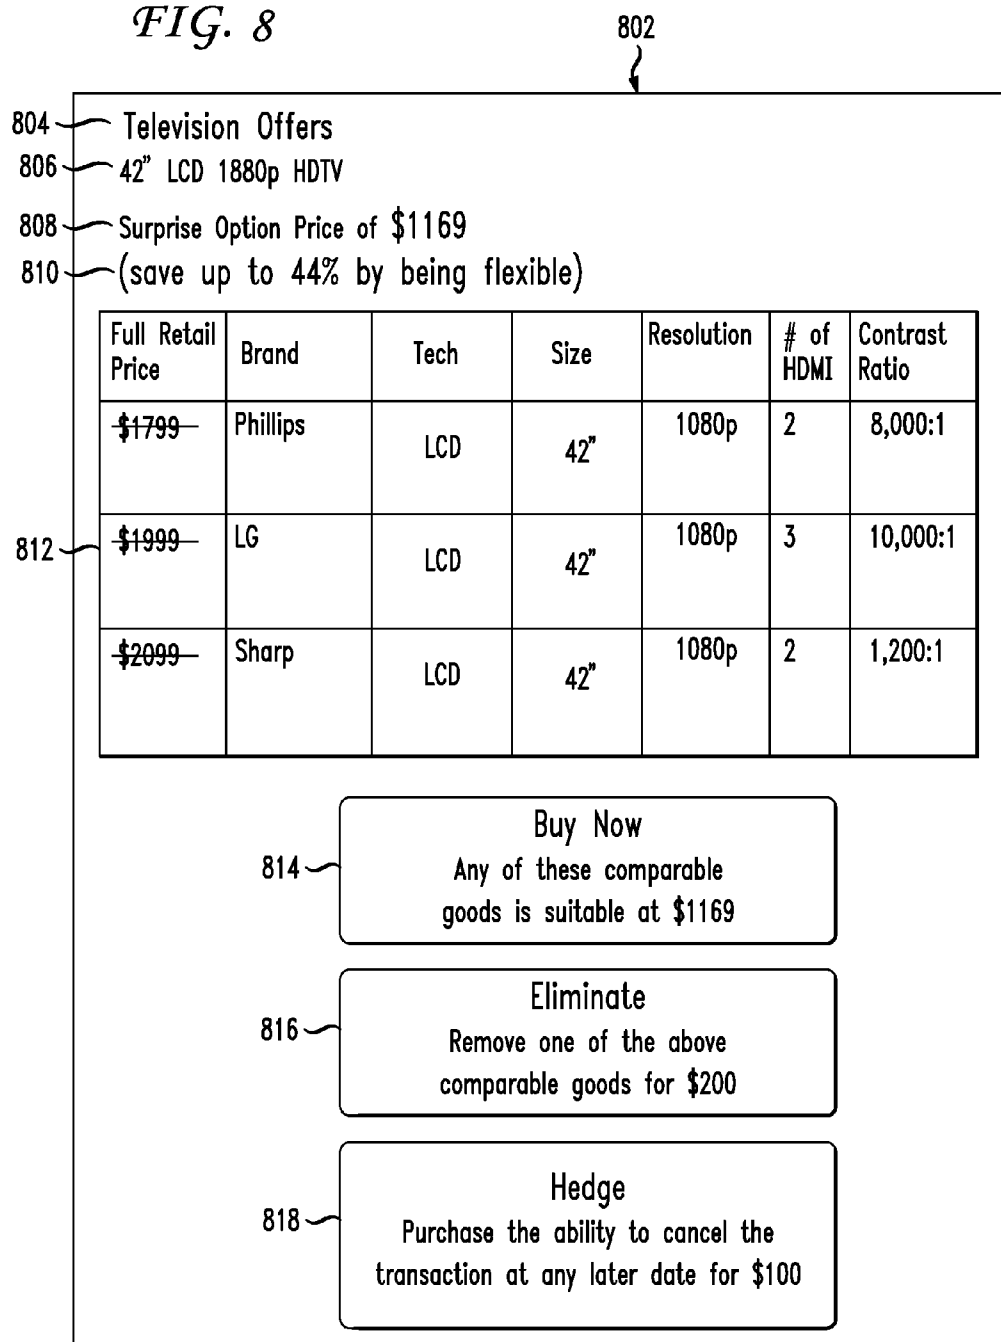 FIG. 8
802
804 Television Offers
806 42" LCD 1880p HDTV
808 Surprise Option Price of $1169
810 (save up to 44% by being flexible)
Full Retail Price Brand Tech Size Resolution # of HDMI Contrast Ratio
$1799 Phillips LCD 42" 1080p 2 8,000:1
812 $1999 LG LCD 42" 1080p 3 10,000:1
$2099 Sharp LCD 42" 1080p 2 1,200:1
Buy Now
814 Any of these comparable
goods is suitable at $1169
Eliminate
816 Remove one of the above
comparable goods for $200
Hedge
818 Purchase the ability to cancel the
transaction at any later date for $100